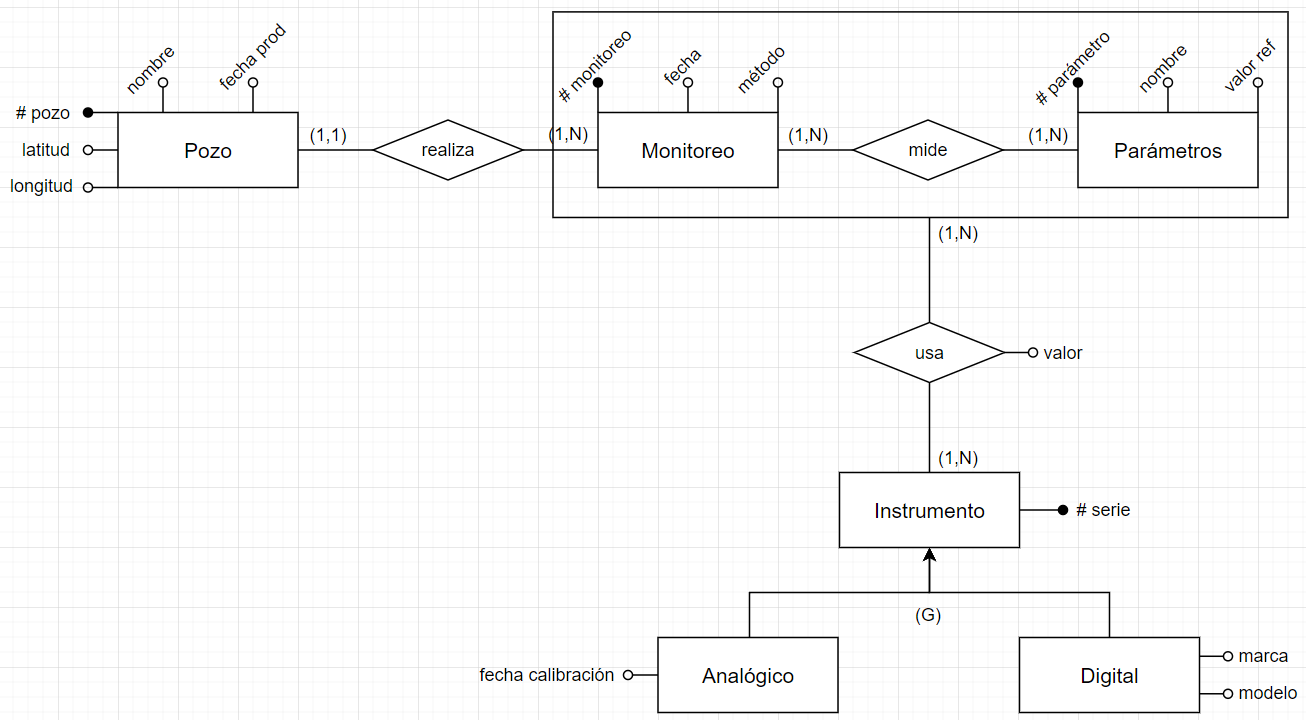 nombre
fecha prod
# pozo
latitud
longitud
Pozo
(1,1)
realiza
(1,N)
# monitoreo
fecha
método
Monitoreo
(1,N)
mide
(1,N)
# parámetro
nombre
valor ref
Parámetros
(1,N)
usa
valor
(1,N)
Instrumento
# serie
(G)
fecha calibración
Analógico
Digital
marca
modelo